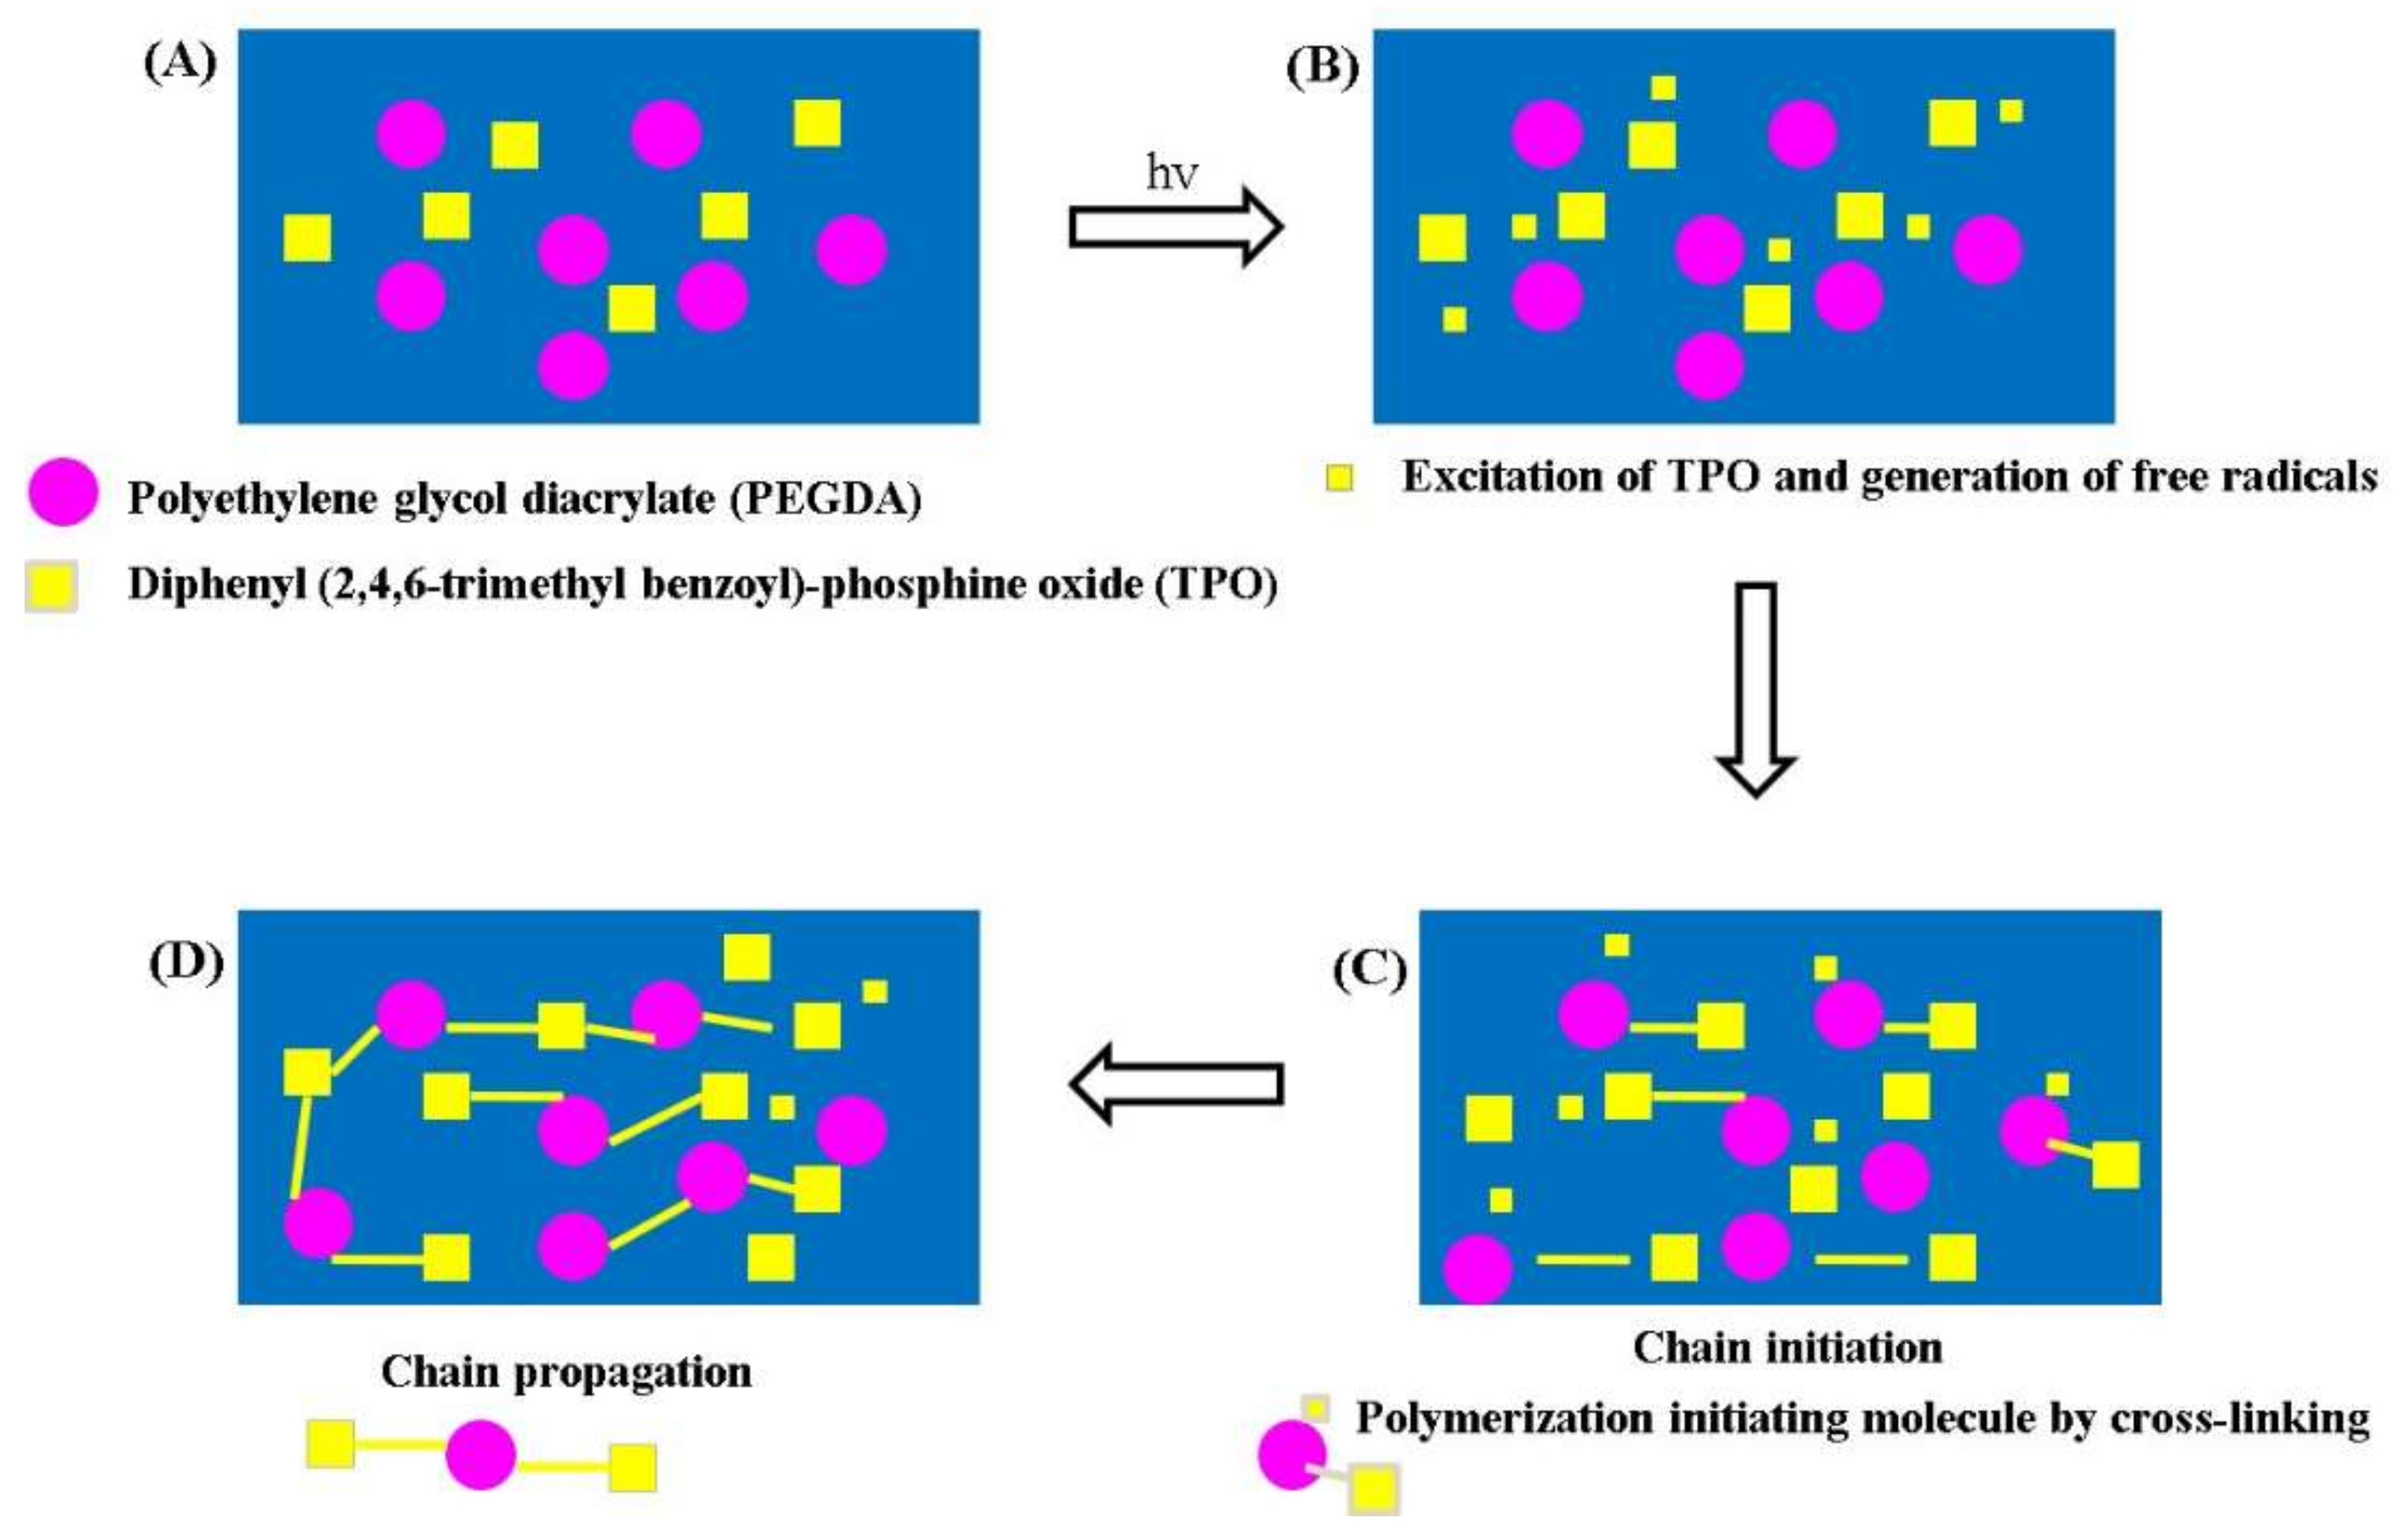 (A)
(B)
hv
Polyethylene glycol diacrylate (PEGDA)
Excitation of TPO and generation of free radicals
Diphenyl (2,4,6-trimethyl benzoyl)-phosphine oxide (TPO)
(D)
(C)
Chain propagation
Chain initiation
Polymerization initiating molecule by cross-linking